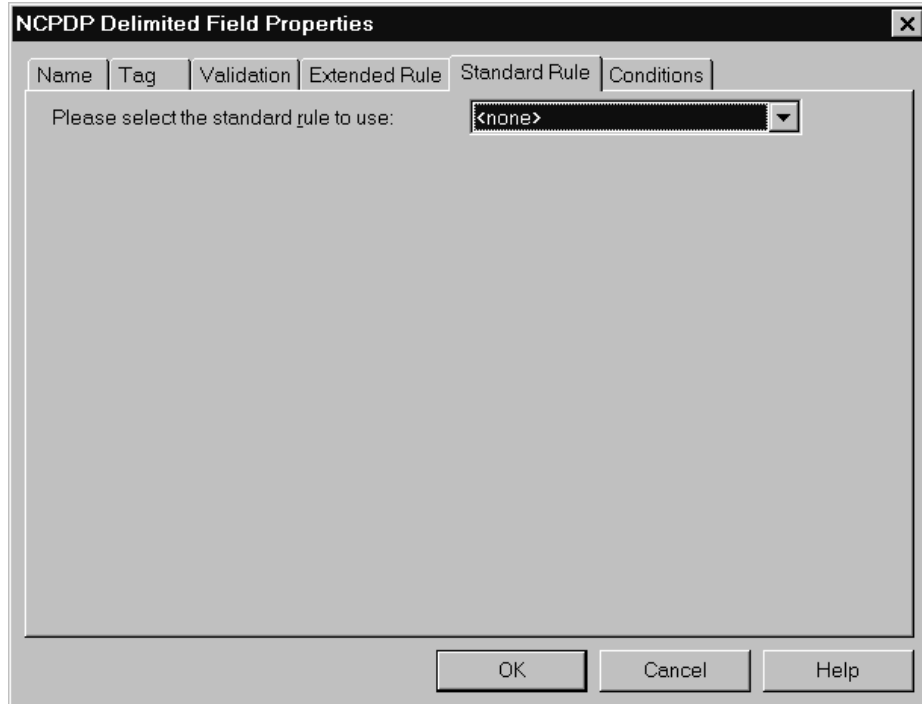 NCPDP Delimited Field Properties
Name Tag Validation Extended Rule Standard Rule Conditions
Please select the standard rule to use: <none>
OK Cancel Help